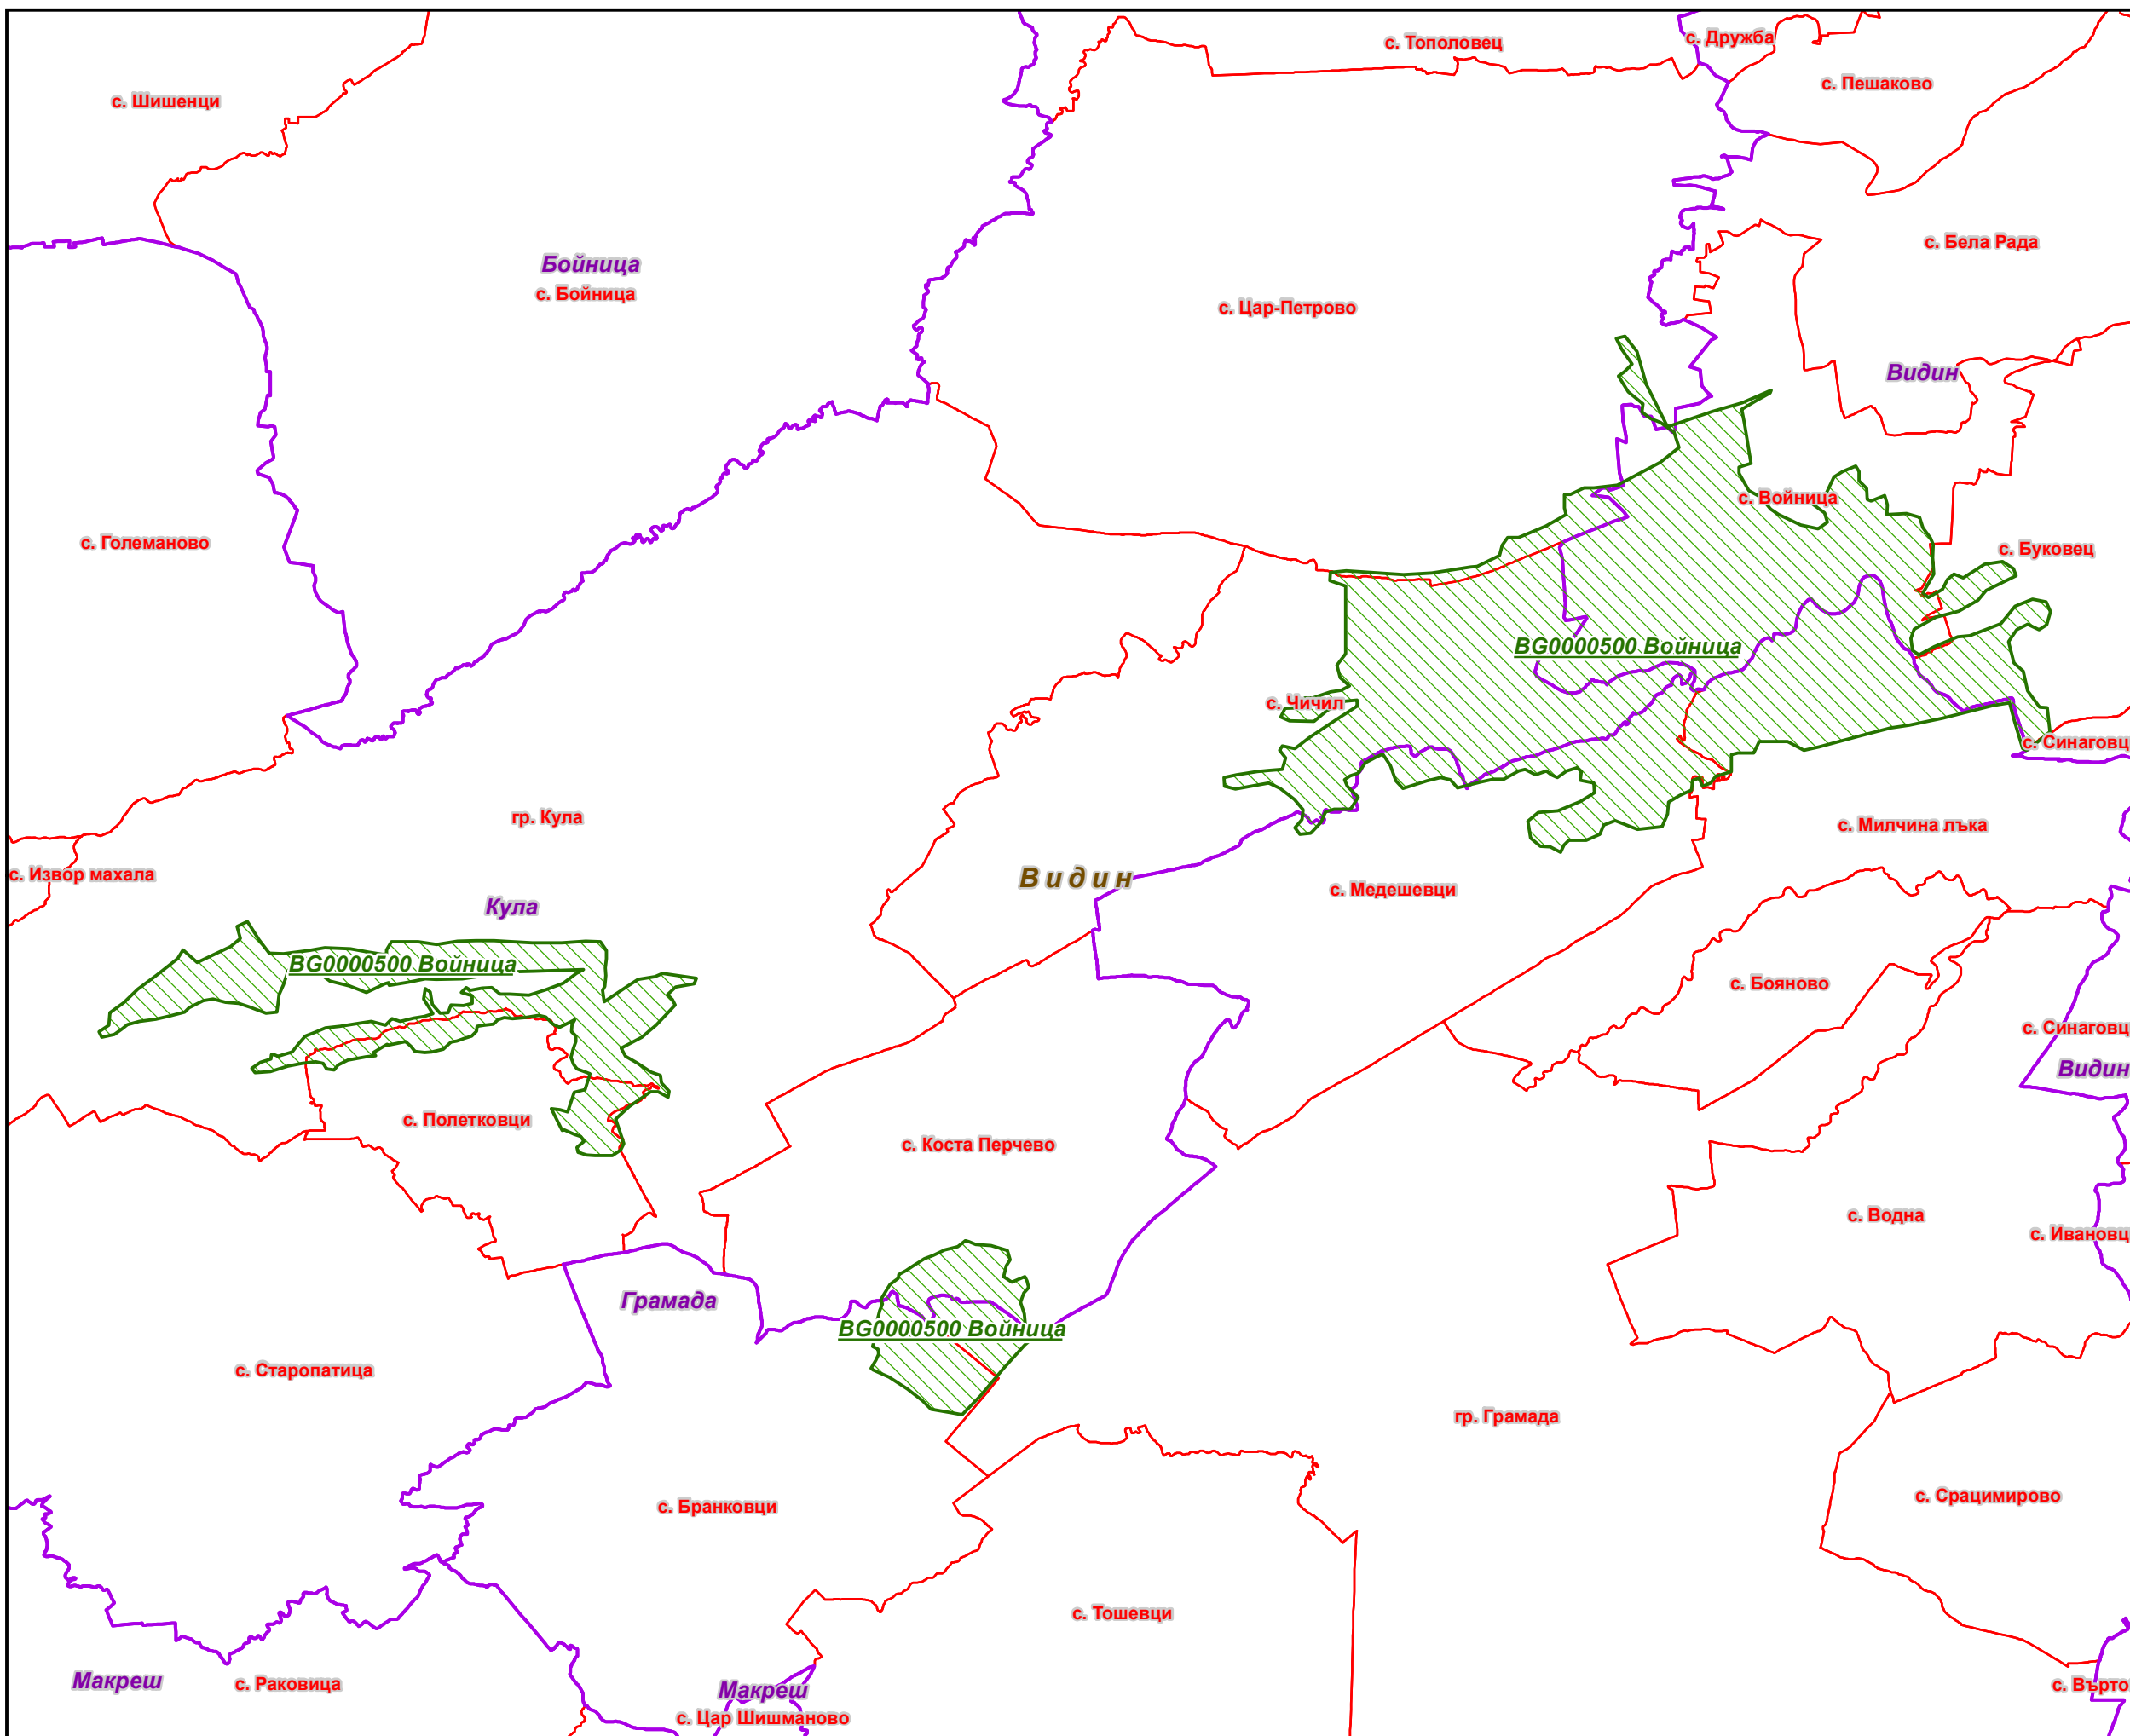 с. Тополовец
с. Дружба
с. Пешаково
с. Шишенци
с. Бела Рада
Бойница
с. Бойница
с. Цар-Петрово
Видин
с. Войница
с. Големаново
с. Буковец
BG0000500 Войница
с. Чичил
с. Синаговц
гр. Кула
с. Милчина лъка
с. Извор махала
Видин
с. Медешевци
Кула
BG0000500 Войница
с. Бояново
с. Синаговц
Видин
с. Полетковци
с. Коста Перчево
с. Водна
с. Ивановц
Грамада
BG0000500 Войница
с. Старопатица
гр. Грамада
с. Срацимирово
с. Бранковци
с. Тошевци
Макреш
с. Раковица
Макреш
с. Върто
с. Цар Шишманово